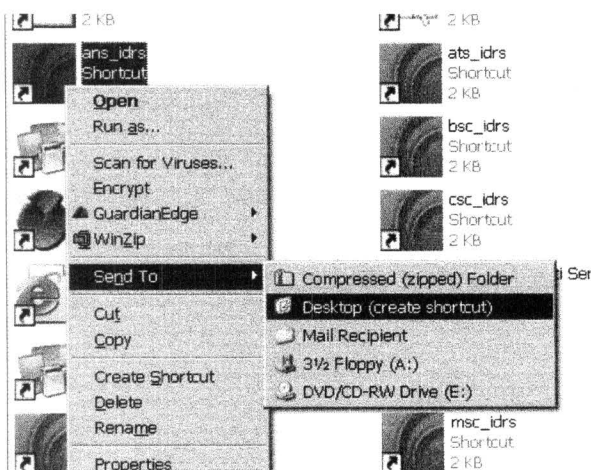 2 KB
2 KB
ans_idrs
Shortcut
ats_idrs
Shortcut
2 KB
Open
Run as...
Scan for Viruses...
Encrypt
GuardianEdge
WinZip
bsc_idrs
Shortcut
2 KB
csc_idrs
Shortcut
2 KB
Send To
Compressed (zipped) Folder
Desktop (create shortcut)
Mail Recipient
3½ Floppy (A:)
DVD/CD-RW Drive (E:)
Cut
Copy
Create Shortcut
Delete
Rename
Properties
msc_idrs
Shortcut
2 KB